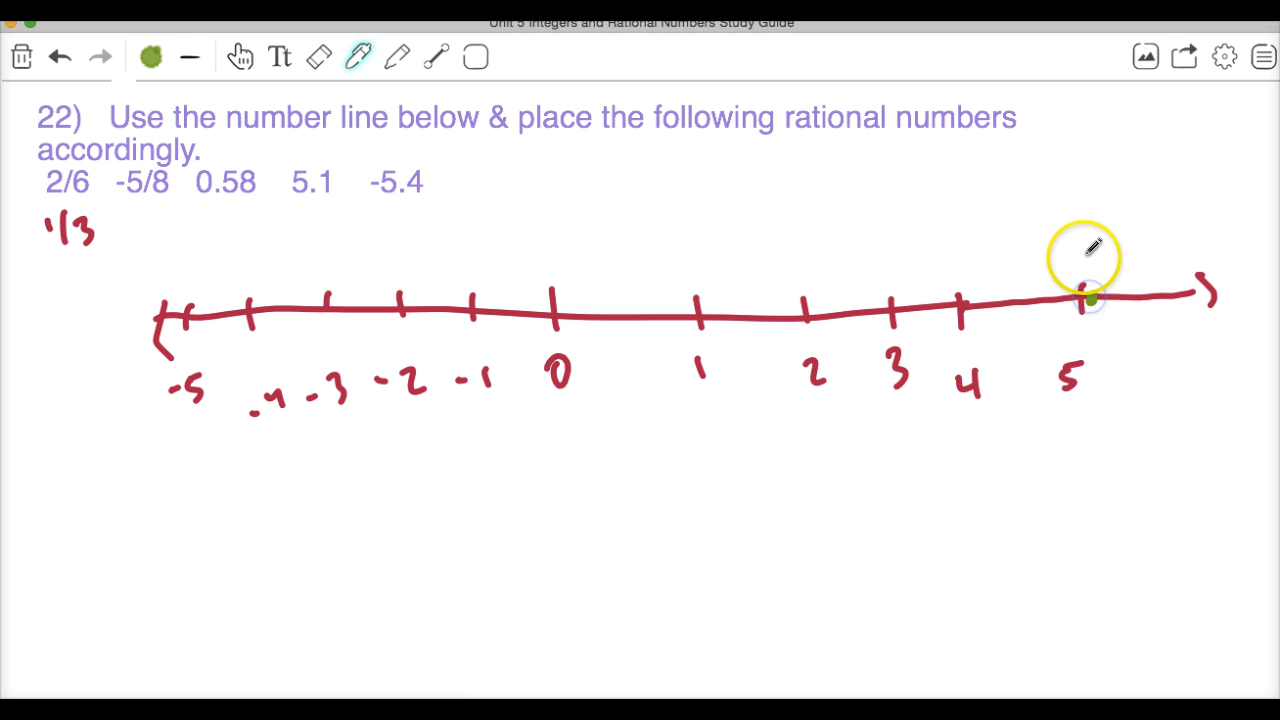 Unit 5 Integers and Rational Numbers Study Guide
Tt
22) Use the number line below & place the following rational numbers
accordingly.
2/6 -5/8 0.58 5.1 -5.4
1/3
-5 -4 -3 -2 -1 0 1 2 3 4 5